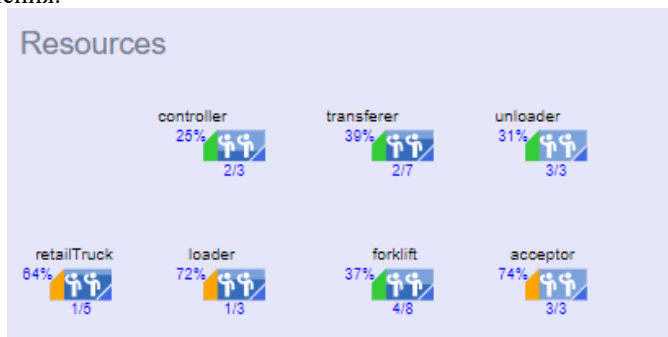 Resources
controller transferer unloader
25% 39% 31%
2/3 2/7 3/3
retailTruck loader forklift acceptor
64% 72% 37% 74%
1/5 1/3 4/8 3/3